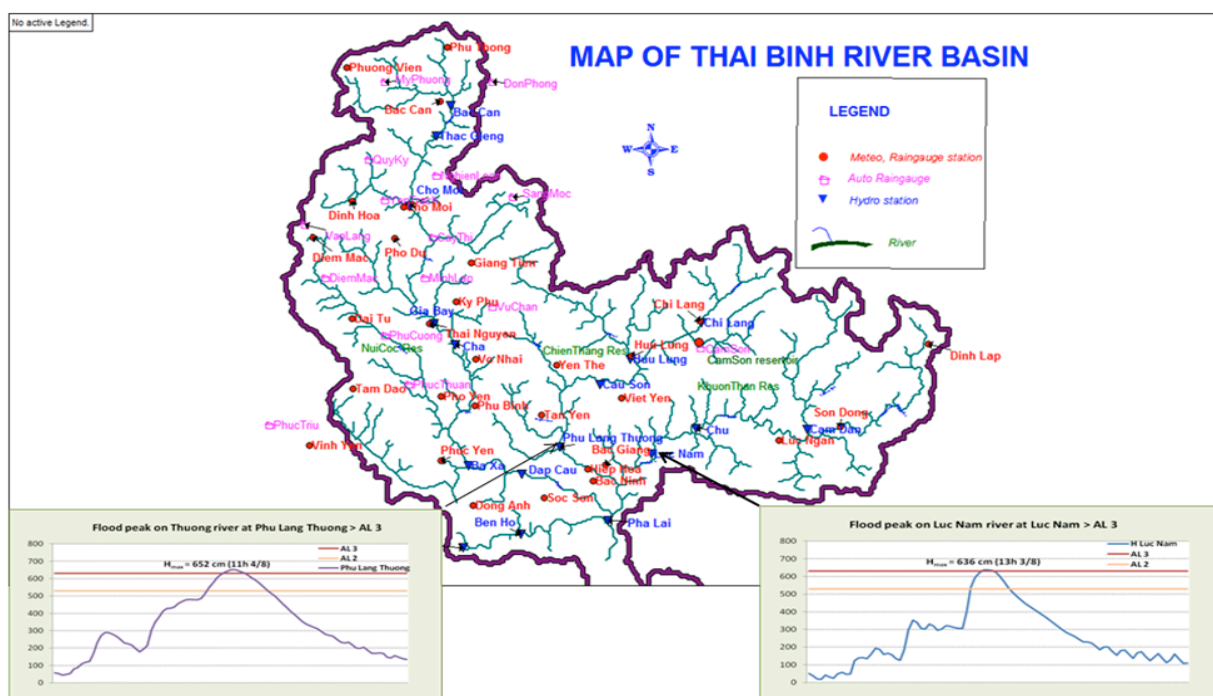 No active Legend.
MAP OF THAI BINH RIVER BASIN
LEGEND
Meteo, Raingauge station
Auto Raingauge
Hydro station
River
N
W E
S
Phu Thong
Phuong Vien
MyPhuong
DonPhong
Bac Can
Bac Can
Thac Gieng
QuyKy
Cho Moi
SangMoc
Dinh Hoa
VaoLang
CayThi
Diem Mac
Pho Du
Giang Tien
DiemMac
MinhLap
Ky Phu
VuChan
Gia Bay
Dai Tu
Thai Nguyen
PhuCuong
NuiCoc Res
Cha
Vo Nhai
ChienThang Res
Yen The
Chi Lang
Chi Lang
Huu Lung
CamSon
CamSon reservoir
Dinh Lap
PhucThuan
Cau Son
KhuonThan Res
Tam Dao
Pho Yen
Viet Yen
Phu Binh
Tan Yen
Son Dong
PhucTriu
Chu
Cam Dan
Phu Lang Thuong
Luc Ngan
Vinh Yen
Bac Giang
Phuc Yen
Ba Xa
Dap Cau
Hiep Hoa
Bac Ninh
Soc Son
Dong Anh
Ben Ho
Pha Lai
Flood peak on Thuong river at Phu Lang Thuong > AL 3
AL 3
AL 2
Phu Lang Thuong
Hmax = 652 cm (11h 4/8)
800
700
600
500
400
300
200
100
0
Flood peak on Luc Nam river at Luc Nam > AL 3
H Luc Nam
AL 3
AL 2
Hmax = 636 cm (13h 3/8)
800
700
600
500
400
300
200
100
0